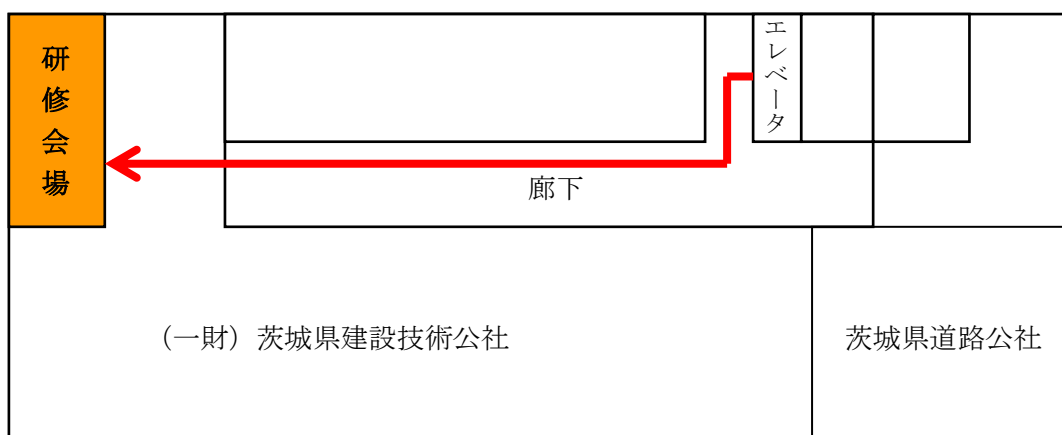 研修会場
エレベータ
廊下
（一財）茨城県建設技術公社
茨城県道路公社